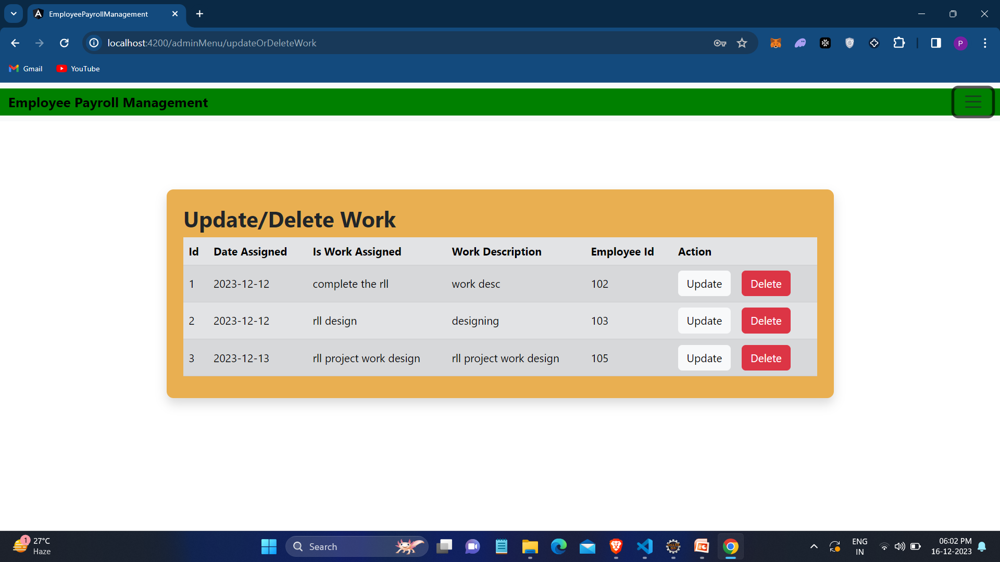 EmployeePayrollManagement
localhost:4200/adminMenu/updateOrDeleteWork
P
Gmail YouTube
Employee Payroll Management
Update/Delete Work
Id Date Assigned Is Work Assigned Work Description Employee Id Action
1 2023-12-12 complete the rll work desc 102 Update Delete
2 2023-12-12 rll design designing 103 Update Delete
3 2023-12-13 rll project work design rll project work design 105 Update Delete
1 27°C
Haze
Search
ENG
IN
06:02 PM
16-12-2023